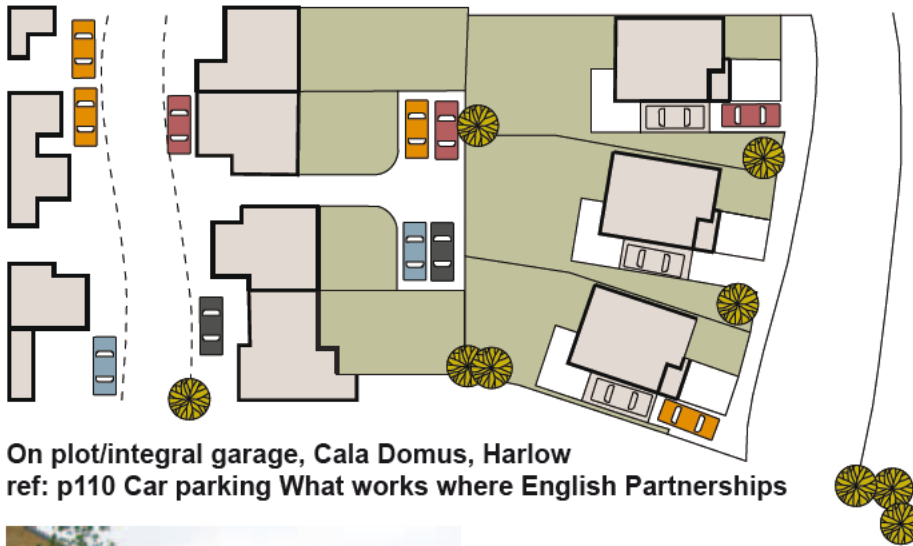 On plot/integral garage, Cala Domus, Harlow
ref: p110 Car parking What works where English Partnerships